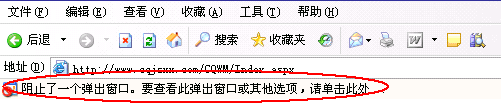 文件(F) 编辑(E) 查看(V) 收藏(A) 工具(T) 帮助(H)
后退 搜索 收藏夹
地址(D) http://www.cqjsxx.com/CQWM/Index.aspx
阻止了一个弹出窗口。要查看此弹出窗口或其他选项，请单击此处